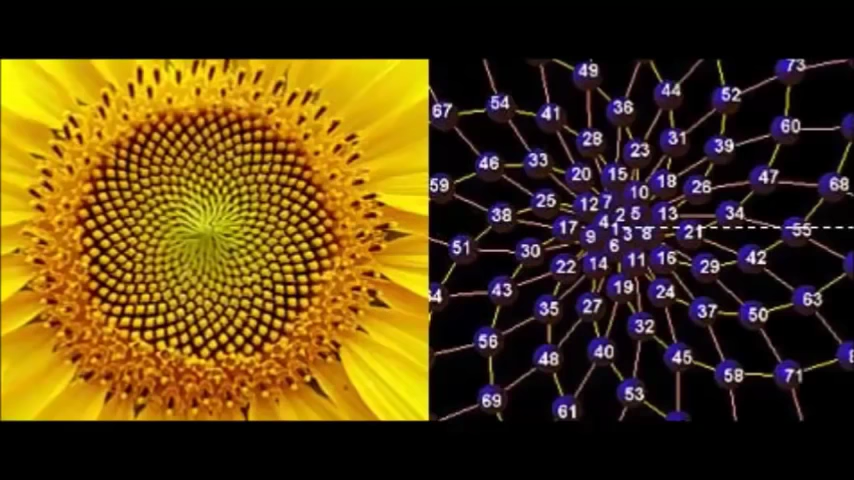 49 73
44
67 54 36 52
41
28 31 60
23 39
46 33
20 15 47
59 25 10 18 26 68
38 12 7 2 5 13 34
17 4 1 3 8 21 55
51 30 9 6
22 14 11 16 29 42
43 19 24 63
35 27 37 50
56 32
48 40 45
58 71
69 61 53